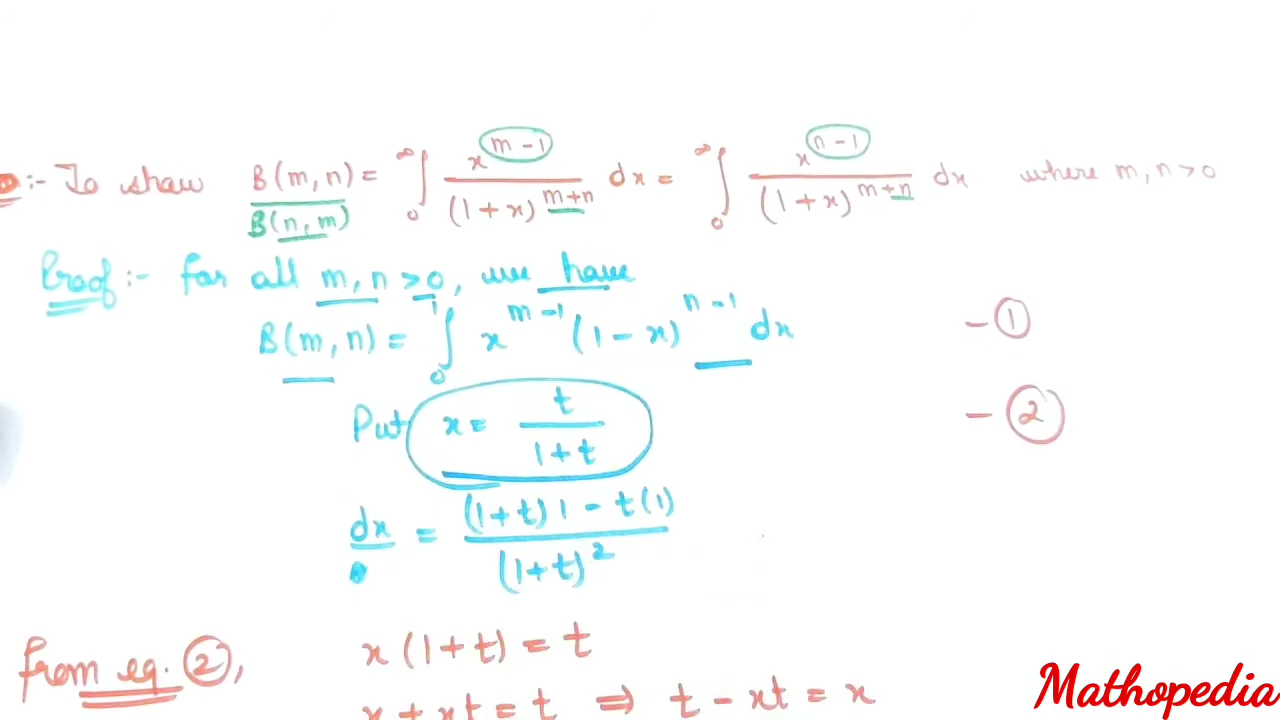 :- To show B(m,n) = ∫₀^∞ x^(m-1)/(1+x)^(m+n) dx = ∫₀^∞ x^(n-1)/(1+x)^(m+n) dx where m,n>0
B(n,m)
Proof:- for all m,n >0, we have
B(m,n) = ∫₀^1 x^(m-1) (1-x)^(n-1) dx - ①
Put x = t/(1+t) - ②
dx = ((1+t)1 - t(1))/(1+t)^2
from eq. ②, x(1+t) = t
x + xt = t ⇒ t - xt = x
Mathopedia